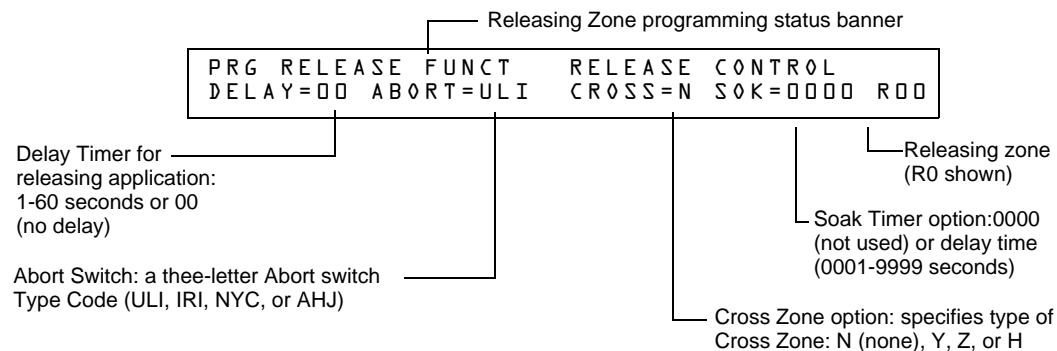 Releasing Zone programming status banner
PRG RELEASE FUNCT RELEASE CONTROL
DELAY=00 ABORT=ULI CROSS=N SOK=0000 R00
Delay Timer for
releasing application:
1-60 seconds or 00
(no delay)
Releasing zone
(R0 shown)
Soak Timer option:0000
(not used) or delay time
(0001-9999 seconds)
Abort Switch: a thee-letter Abort switch
Type Code (ULI, IRI, NYC, or AHJ)
Cross Zone option: specifies type of
Cross Zone: N (none), Y, Z, or H